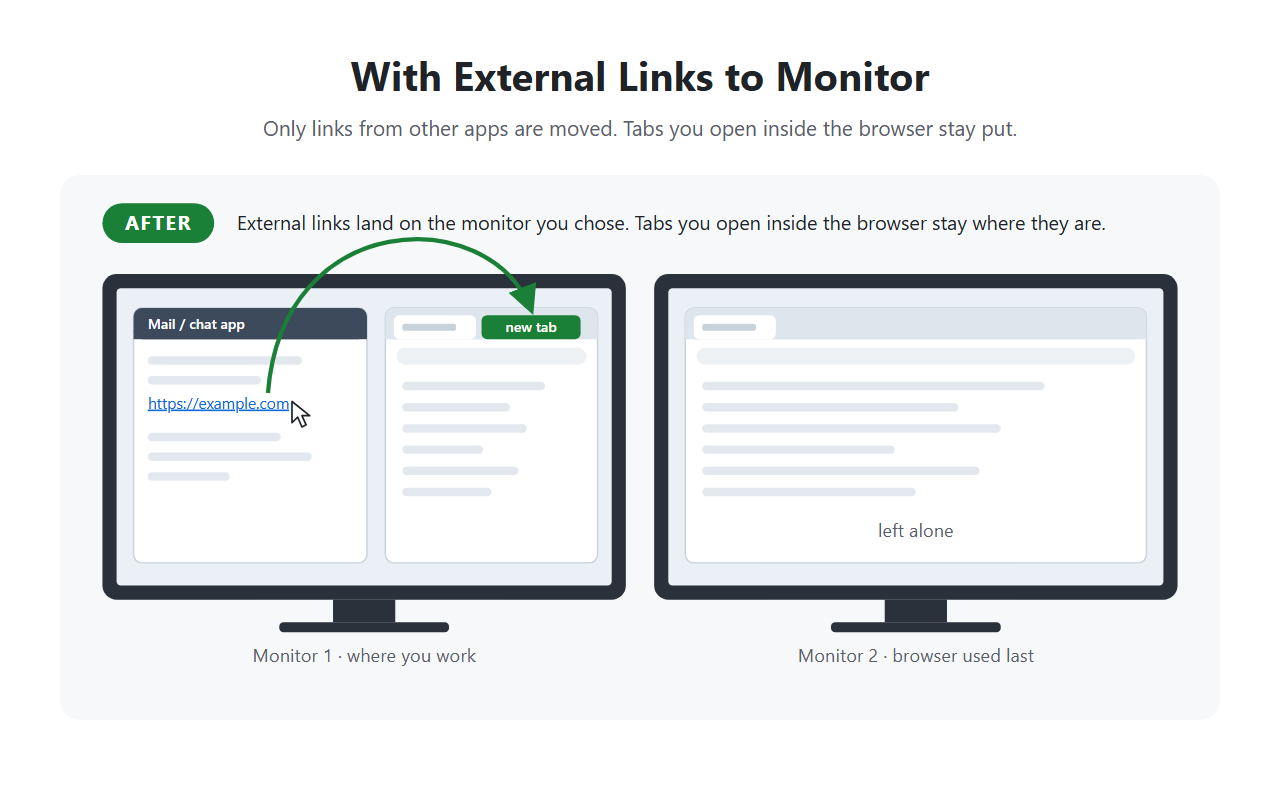 With External Links to Monitor
Only links from other apps are moved. Tabs you open inside the browser stay put.
AFTER
External links land on the monitor you chose. Tabs you open inside the browser stay where they are.
Mail / chat app
new tab
https://example.com
left alone
Monitor 1 · where you work
Monitor 2 · browser used last